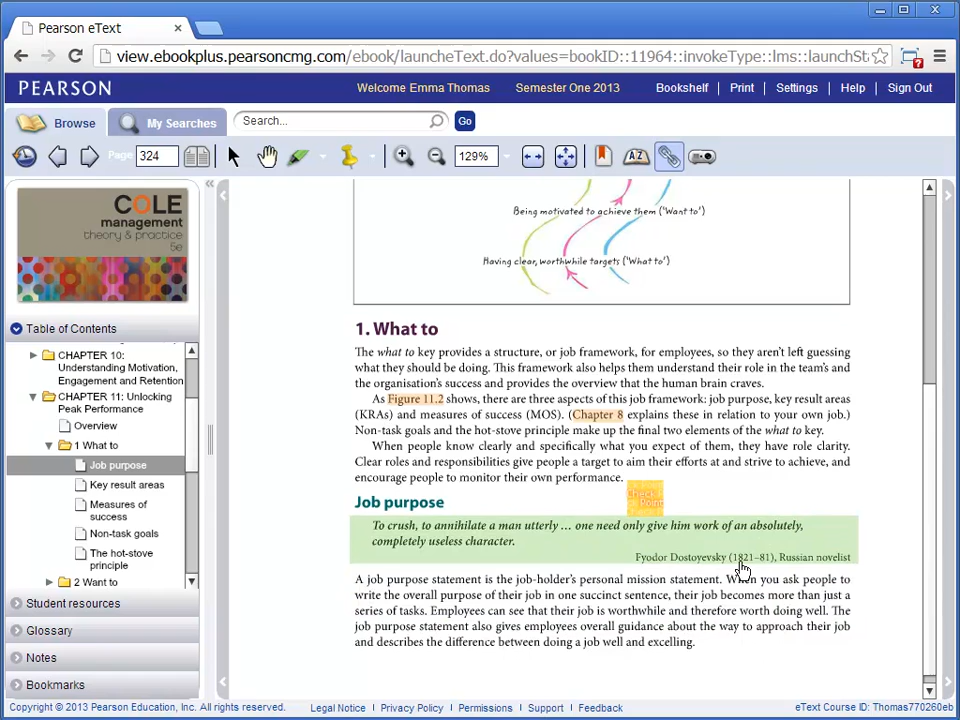 Pearson eText
view.ebookplus.pearsoncmg.com/ebook/launcheText.do?values=bookID::11964::invokeType::lms::launchSt
PEARSON
Welcome Emma Thomas
Semester One 2013
Bookshelf
Print
Settings
Help
Sign Out
Browse
My Searches
Search...
Go
Page
324
129%
A Z
COLE
management
theory & practice
5e
Table of Contents
CHAPTER 10:
Understanding Motivation,
Engagement and Retention
CHAPTER 11: Unlocking
Peak Performance
Overview
1 What to
Job purpose
Key result areas
Measures of
success
Non-task goals
The hot-stove
principle
2 Want to
Student resources
Glossary
Notes
Bookmarks
Being motivated to achieve them ('Want to')
Having clear, worthwhile targets ('What to')
1. What to
The what to key provides a structure, or job framework, for employees, so they aren't left guessing
what they should be doing. This framework also helps them understand their role in the team's and
the organisation's success and provides the overview that the human brain craves.
As Figure 11.2 shows, there are three aspects of this job framework: job purpose, key result areas
(KRAs) and measures of success (MOS). (Chapter 8 explains these in relation to your own job.)
Non-task goals and the hot-stove principle make up the final two elements of the what to key.
When people know clearly and specifically what you expect of them, they have role clarity.
Clear roles and responsibilities give people a target to aim their efforts at and strive to achieve, and
encourage people to monitor their own performance.
Check
Point
Job purpose
To crush, to annihilate a man utterly … one need only give him work of an absolutely,
completely useless character.
Fyodor Dostoyevsky (1821–81), Russian novelist
A job purpose statement is the job-holder's personal mission statement. When you ask people to
write the overall purpose of their job in one succinct sentence, their job becomes more than just a
series of tasks. Employees can see that their job is worthwhile and therefore worth doing well. The
job purpose statement also gives employees overall guidance about the way to approach their job
and describes the difference between doing a job well and excelling.
Copyright © 2013 Pearson Education, Inc. All rights reserved.
Legal Notice | Privacy Policy | Permissions | Support | Feedback
eText Course ID: Thomas770260eb